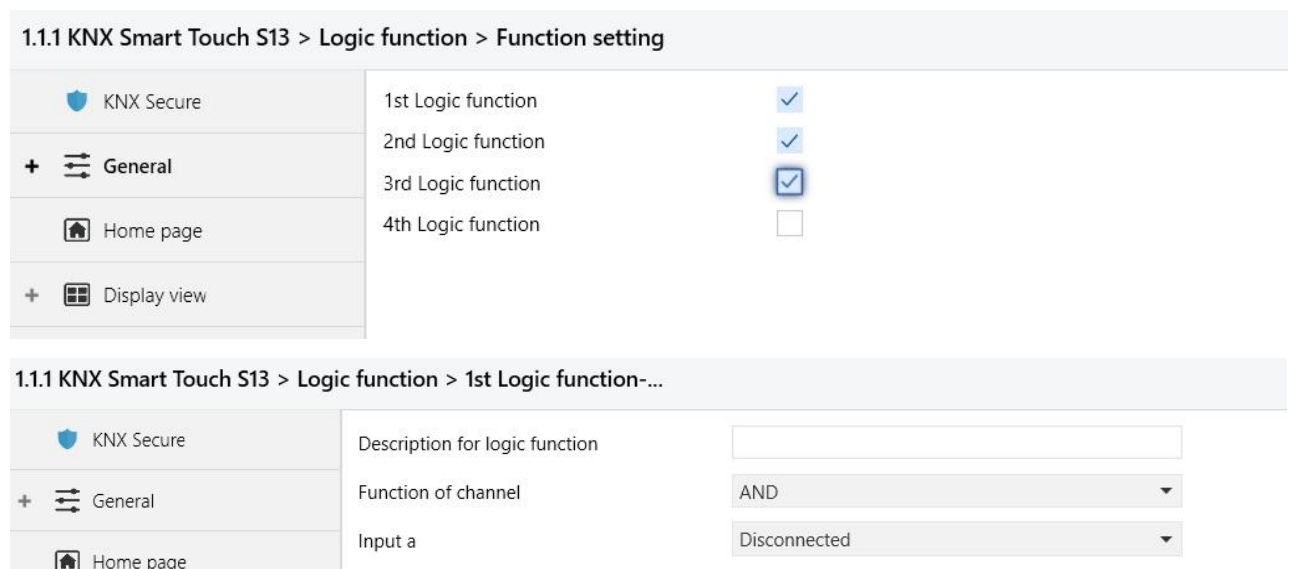 1.1.1 KNX Smart Touch S13 > Logic function > Function setting
KNX Secure
1st Logic function
2nd Logic function
+ General
3rd Logic function
Home page
4th Logic function
+ Display view
1.1.1 KNX Smart Touch S13 > Logic function > 1st Logic function-...
KNX Secure
Description for logic function
+ General
Function of channel AND
Input a Disconnected
Home page